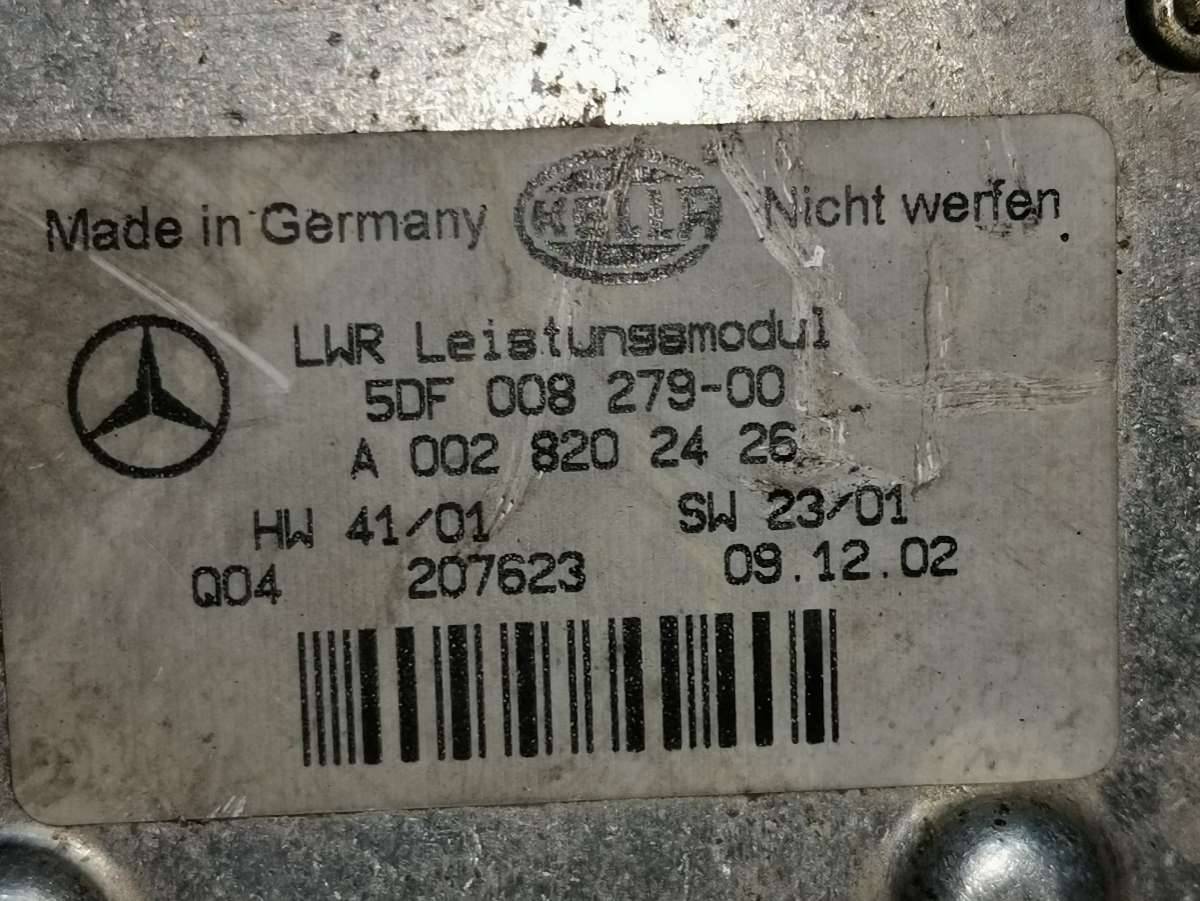 Made in Germany HELLA Nicht werfen
LWR Leistungsmodul
5DF 008 279-00
A 002 820 24 26
HW 41/01 SW 23/01
Q04 207623 09.12.02